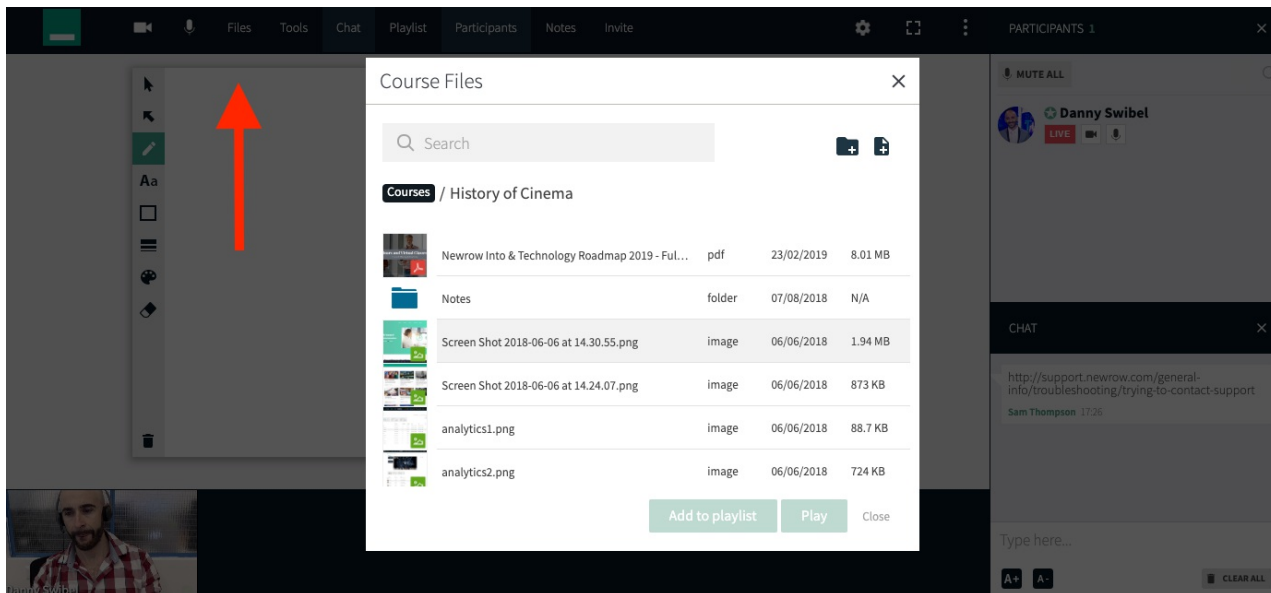 Files Tools Chat Playlist Participants Notes Invite
PARTICIPANTS 1
MUTE ALL
Danny Swibel
LIVE
Aa
Course Files
Search
Courses / History of Cinema
Newrow Into & Technology Roadmap 2019 - Ful... pdf 23/02/2019 8.01 MB
Notes folder 07/08/2018 N/A
Screen Shot 2018-06-06 at 14.30.55.png image 06/06/2018 1.94 MB
Screen Shot 2018-06-06 at 14.24.07.png image 06/06/2018 873 KB
analytics1.png image 06/06/2018 88.7 KB
analytics2.png image 06/06/2018 724 KB
Add to playlist Play Close
CHAT
http://support.newrow.com/general-
info/troubleshooting/trying-to-contact-support
Sam Thompson 17:26
Type here...
A+ A- CLEAR ALL
Danny Swibel